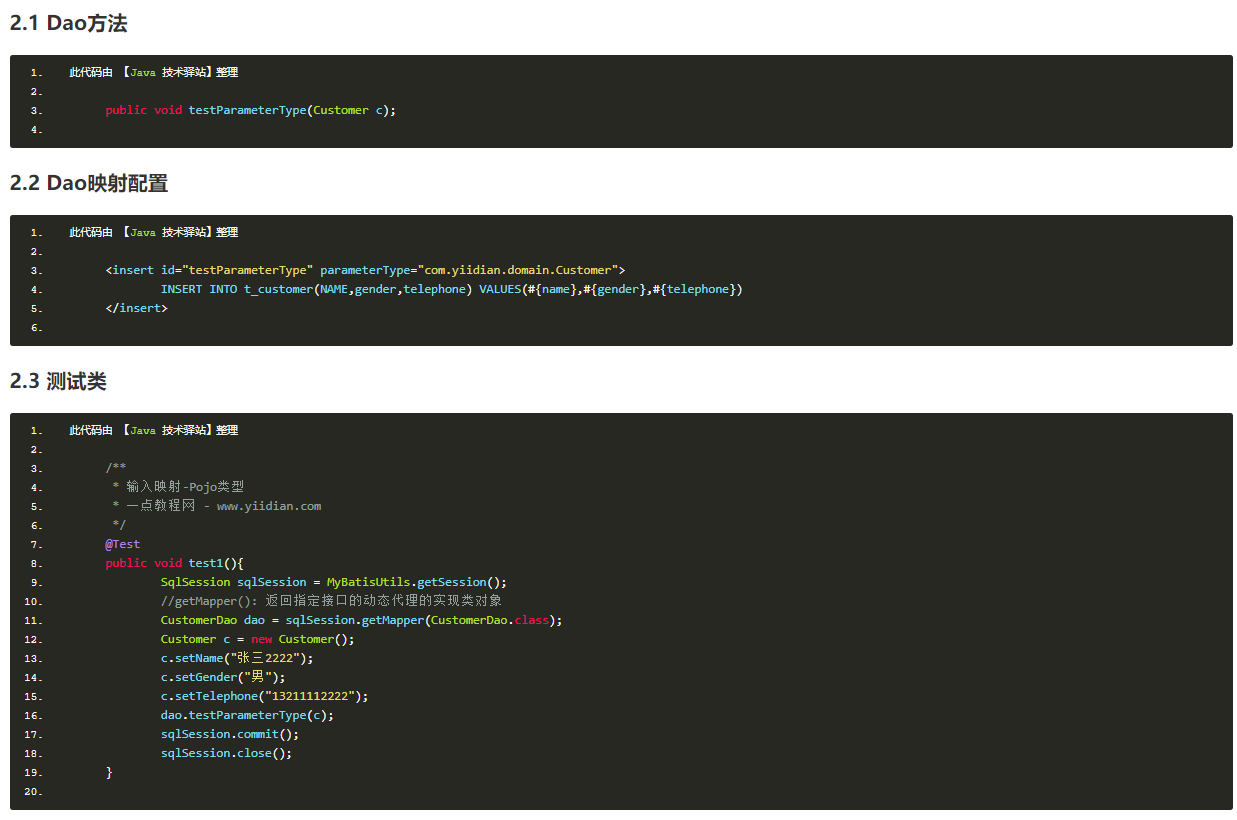 2.1 Dao方法
1. 此代码由 【Java 技术驿站】整理
2.
3. public void testParameterType(Customer c);
4.
2.2 Dao映射配置
1. 此代码由 【Java 技术驿站】整理
2.
3. <insert id="testParameterType" parameterType="com.yiidian.domain.Customer">
4. INSERT INTO t_customer(NAME,gender,telephone) VALUES(#{name},#{gender},#{telephone})
5. </insert>
6.
2.3 测试类
1. 此代码由 【Java 技术驿站】整理
2.
3. /**
4. * 输入映射-Pojo类型
5. * 一点教程网 - www.yiidian.com
6. */
7. @Test
8. public void test1(){
9. SqlSession sqlSession = MyBatisUtils.getSession();
10. //getMapper(): 返回指定接口的动态代理的实现类对象
11. CustomerDao dao = sqlSession.getMapper(CustomerDao.class);
12. Customer c = new Customer();
13. c.setName("张三2222");
14. c.setGender("男");
15. c.setTelephone("13211112222");
16. dao.testParameterType(c);
17. sqlSession.commit();
18. sqlSession.close();
19. }
20.